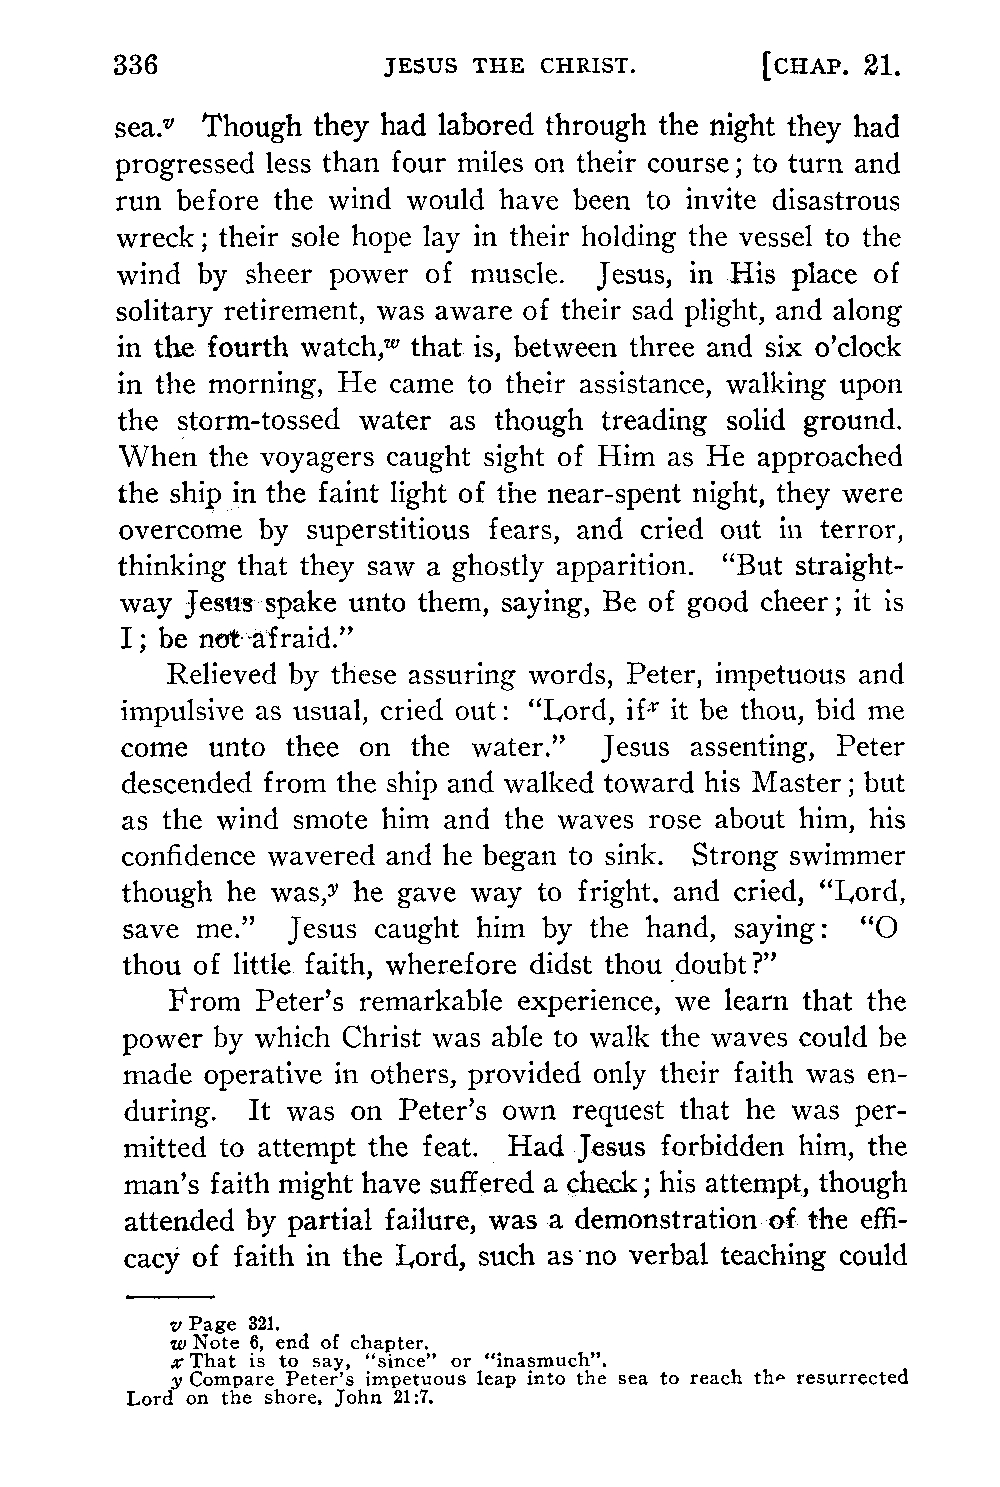 336 JESUS THE CHRIST. [CHAP. 21.
sea.v Though they had labored through the night they had
progressed less than four miles on their course; to turn and
run before the wind would have been to invite disastrous
wreck; their sole hope lay in their holding the vessel to the
wind by sheer power of muscle. Jesus, in His place of
solitary retirement, was aware of their sad plight, and along
in the fourth watch,w that is, between three and six o'clock
in the morning, He came to their assistance, walking upon
the storm-tossed water as though treading solid ground.
When the voyagers caught sight of Him as He approached
the ship in the faint light of the near-spent night, they were
overcome by superstitious fears, and cried out in terror,
thinking that they saw a ghostly apparition. "But straight-
way Jesus spake unto them, saying, Be of good cheer; it is
I; be not afraid."
Relieved by these assuring words, Peter, impetuous and
impulsive as usual, cried out: "Lord, ifx it be thou, bid me
come unto thee on the water." Jesus assenting, Peter
descended from the ship and walked toward his Master; but
as the wind smote him and the waves rose about him, his
confidence wavered and he began to sink. Strong swimmer
though he was,y he gave way to fright. and cried, "Lord,
save me." Jesus caught him by the hand, saying: "O
thou of little faith, wherefore didst thou doubt?"
From Peter's remarkable experience, we learn that the
power by which Christ was able to walk the waves could be
made operative in others, provided only their faith was en-
during. It was on Peter's own request that he was per-
mitted to attempt the feat. Had Jesus forbidden him, the
man's faith might have suffered a check; his attempt, though
attended by partial failure, was a demonstration of the effi-
cacy of faith in the Lord, such as no verbal teaching could
v Page 321.
w Note 6, end of chapter.
x That is to say, "since" or "inasmuch".
y Compare Peter's impetuous leap into the sea to reach the resurrected
Lord on the shore, John 21:7.